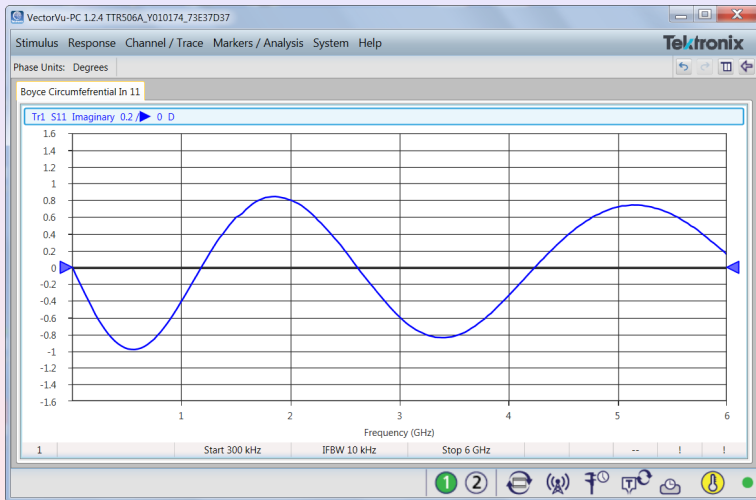 VectorVu-PC 1.2.4 TTR506A_Y010174_73E37D37
Stimulus Response Channel / Trace Markers / Analysis System Help
Tektronix
Phase Units: Degrees
Boyce Circumfefrential In 11
Tr1 S11 Imaginary 0.2 / 0 D
1.6
1.4
1.2
1
0.8
0.6
0.4
0.2
0
-0.2
-0.4
-0.6
-0.8
-1
-1.2
-1.4
-1.6
1 2 3 4 5 6
Frequency (GHz)
1 Start 300 kHz IFBW 10 kHz Stop 6 GHz -- ! !
1 2 T